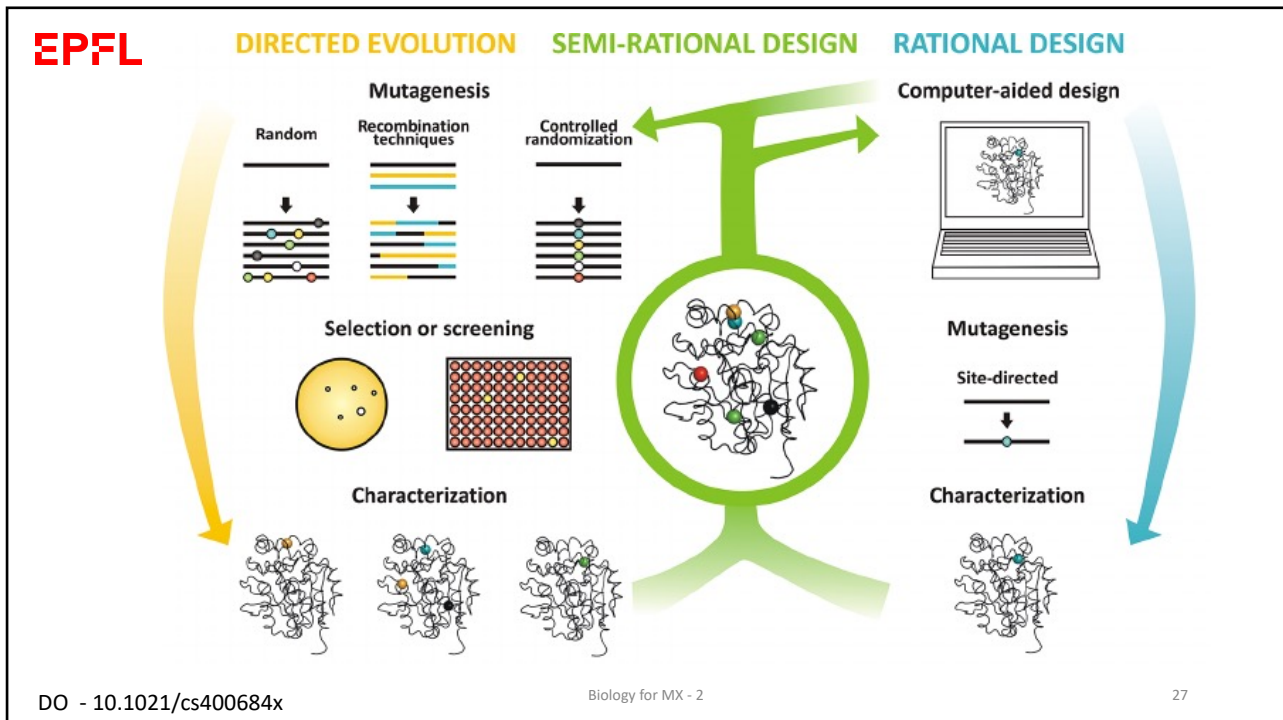 EPFL
DIRECTED EVOLUTION
SEMI-RATIONAL DESIGN
RATIONAL DESIGN
Mutagenesis
Random
Recombination
techniques
Controlled
randomization
Computer-aided design
Selection or screening
Mutagenesis
Site-directed
Characterization
Characterization
DO - 10.1021/cs400684x
Biology for MX - 2
27